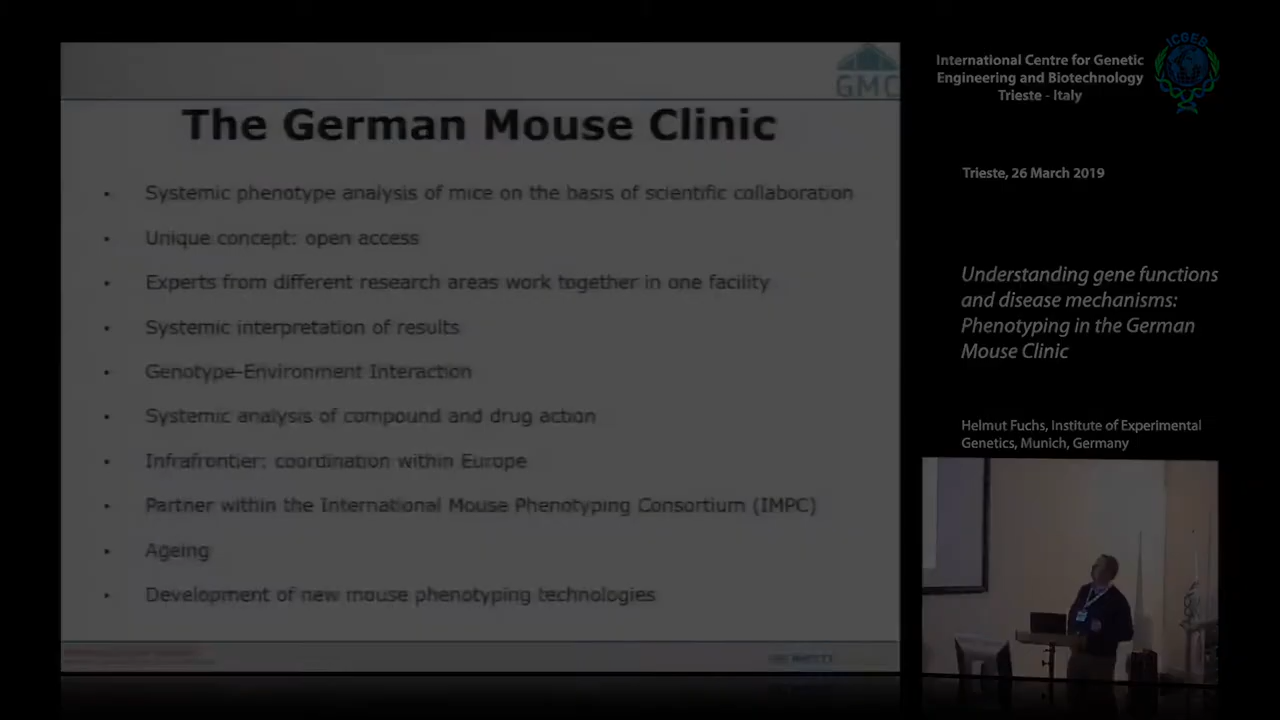 GMC
The German Mouse Clinic
• Systemic phenotype analysis of mice on the basis of scientific collaboration
• Unique concept: open access
• Experts from different research areas work together in one facility
• Systemic interpretation of results
• Genotype–Environment Interaction
• Systemic analysis of compound and drug action
• Infrafrontier: coordination within Europe
• Partner within the International Mouse Phenotyping Consortium (IMPC)
• Ageing
• Development of new mouse phenotyping technologies
International Centre for Genetic
Engineering and Biotechnology
Trieste - Italy
ICGEB
Trieste, 26 March 2019
Understanding gene functions
and disease mechanisms:
Phenotyping in the German
Mouse Clinic
Helmut Fuchs, Institute of Experimental
Genetics, Munich, Germany